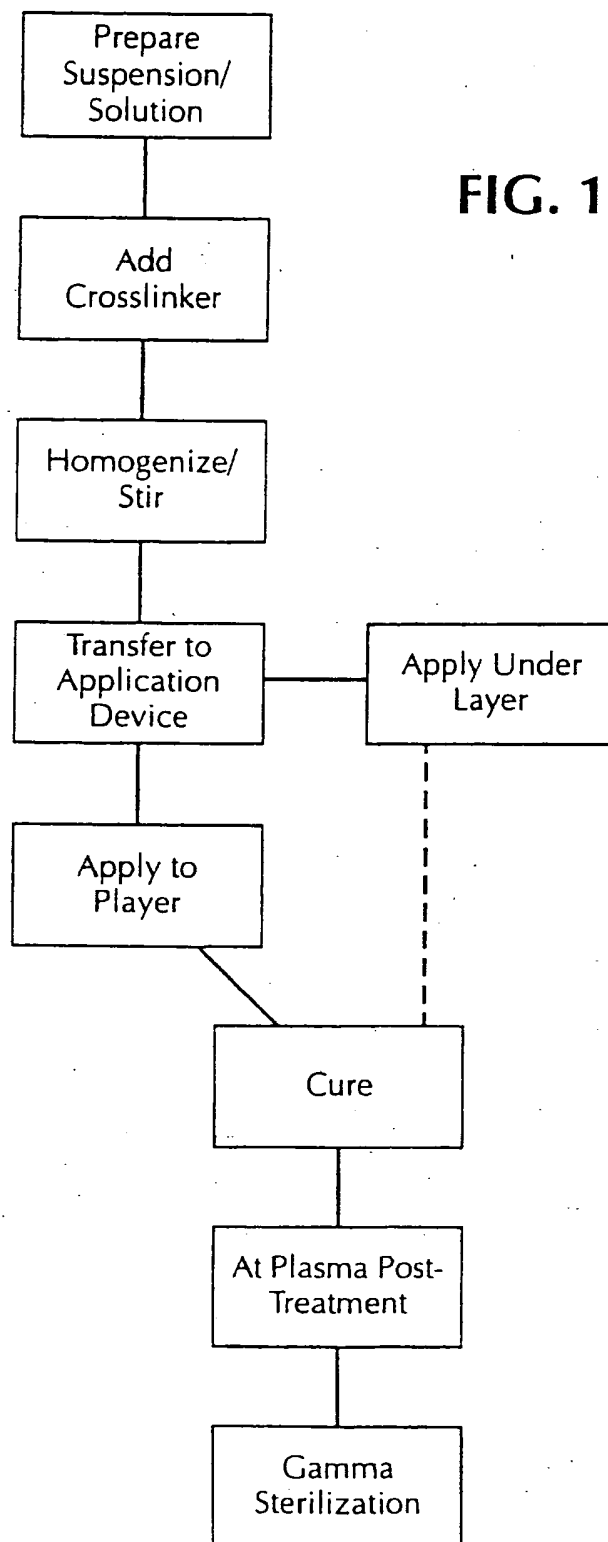 Prepare
Suspension/
Solution
FIG. 1
Add
Crosslinker
Homogenize/
Stir
Transfer to
Application
Device
Apply Under
Layer
Apply to
Player
Cure
At Plasma Post-
Treatment
Gamma
Sterilization